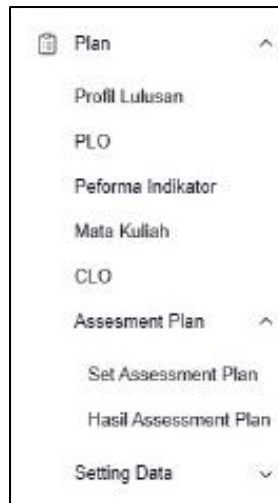 Plan
Profil Lulusan
PLO
Peforma Indikator
Mata Kuliah
CLO
Assesment Plan
Set Assessment Plan
Hasil Assessment Plan
Setting Data